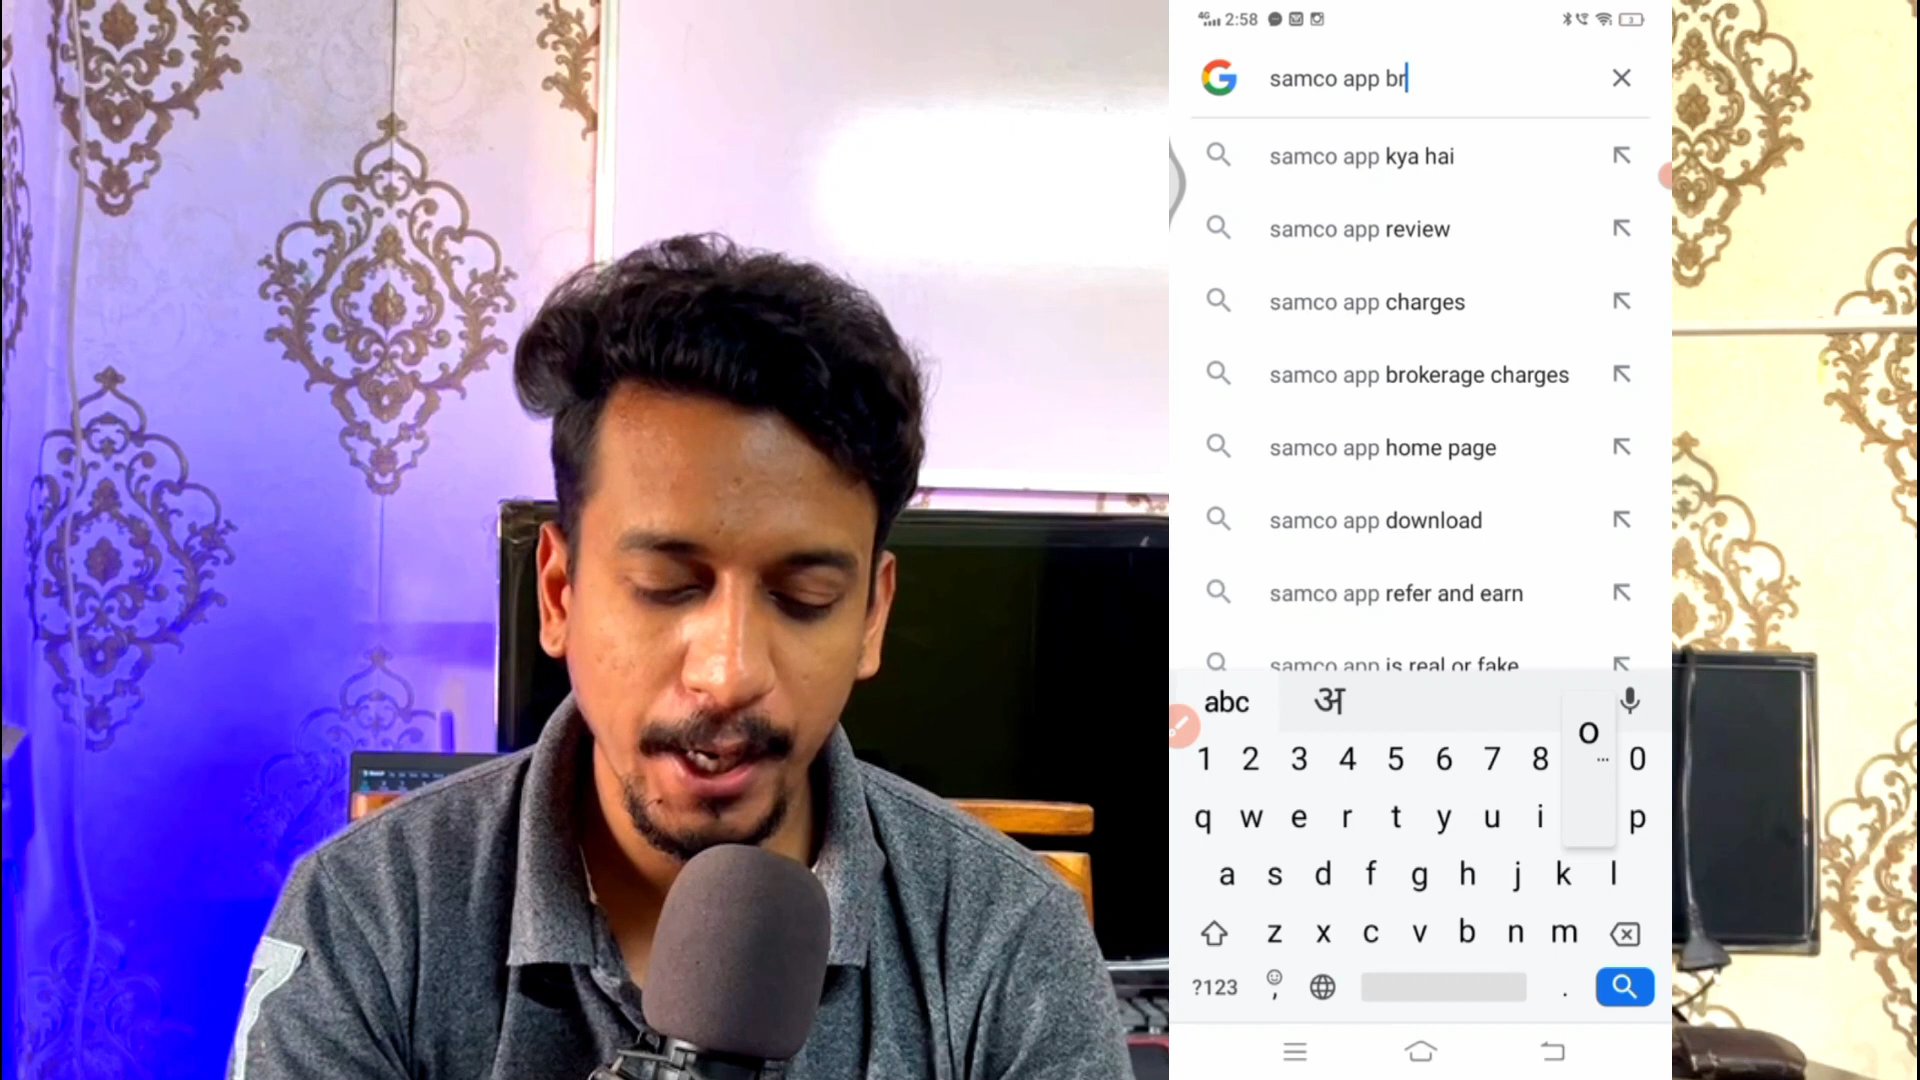 4G 2:58
samco app br
samco app kya hai
samco app review
samco app charges
samco app brokerage charges
samco app home page
samco app download
samco app refer and earn
samco app is real or fake
abc अ
o
1 2 3 4 5 6 7 8 0
q w e r t y u i p
a s d f g h j k l
z x c v b n m
?123 , .
7